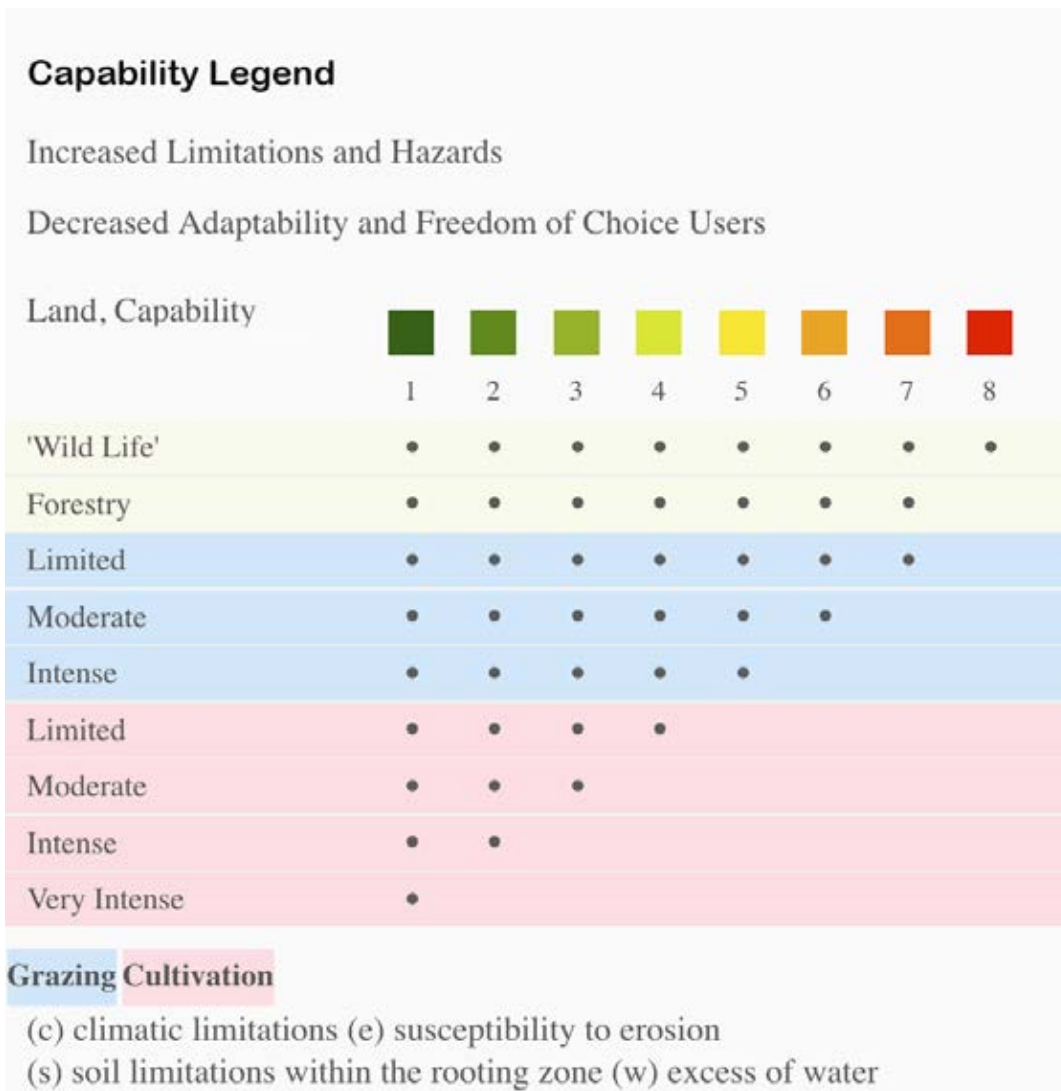 Capability Legend
Increased Limitations and Hazards
Decreased Adaptability and Freedom of Choice Users
Land, Capability
1 2 3 4 5 6 7 8
'Wild Life'
Forestry
Limited
Moderate
Intense
Limited
Moderate
Intense
Very Intense
Grazing Cultivation
(c) climatic limitations (e) susceptibility to erosion
(s) soil limitations within the rooting zone (w) excess of water